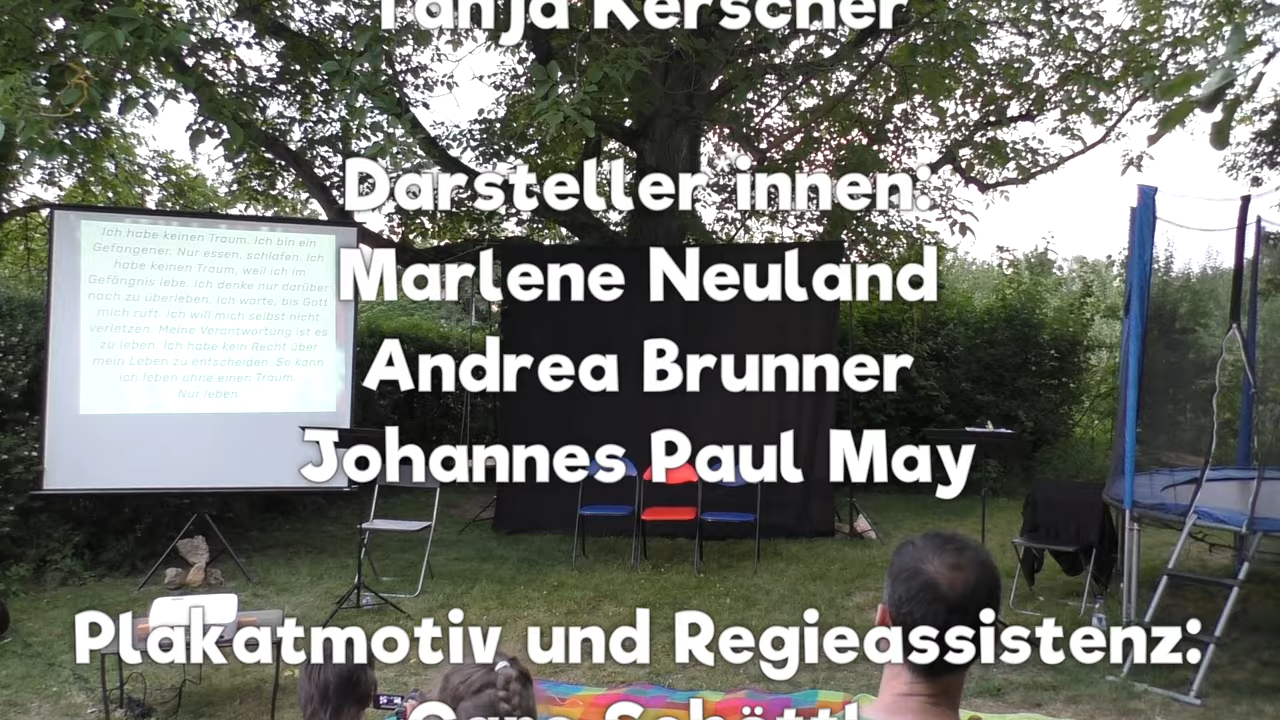 Tanja Kerscher
Darsteller*innen:
Marlene Neuland
Andrea Brunner
Johannes Paul May
Plakatmotiv und Regieassistenz:
Ich habe keinen Traum. Ich bin ein
Gefangener. Nur essen, schlafen. Ich
habe keinen Traum, weil ich im
Gefängnis lebe. Ich denke nur darüber
nach zu überleben. Ich warte, bis Gott
mich ruft. Ich will mich selbst nicht
verletzen. Meine Verantwortung ist es
zu leben. Ich habe kein Recht über
mein Leben zu entscheiden. So kann
ich leben ohne einen Traum.
Nur leben.